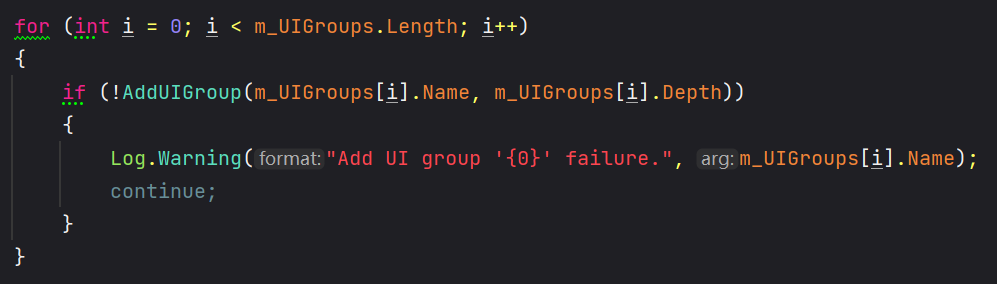 for (int i = 0; i < m_UIGroups.Length; i++)
{
if (!AddUIGroup(m_UIGroups[i].Name, m_UIGroups[i].Depth))
{
Log.Warning(format:"Add UI group '{0}' failure.", arg:m_UIGroups[i].Name);
continue;
}
}